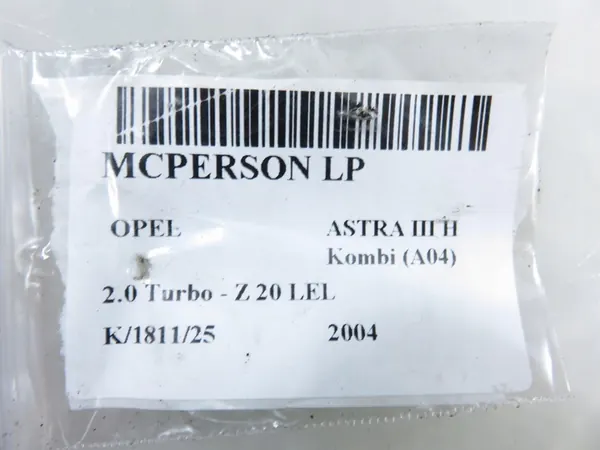 MCPERSON LP
OPEL ASTRA III H
Kombi (A04)
2.0 Turbo - Z 20 LEL
K/1811/25 2004